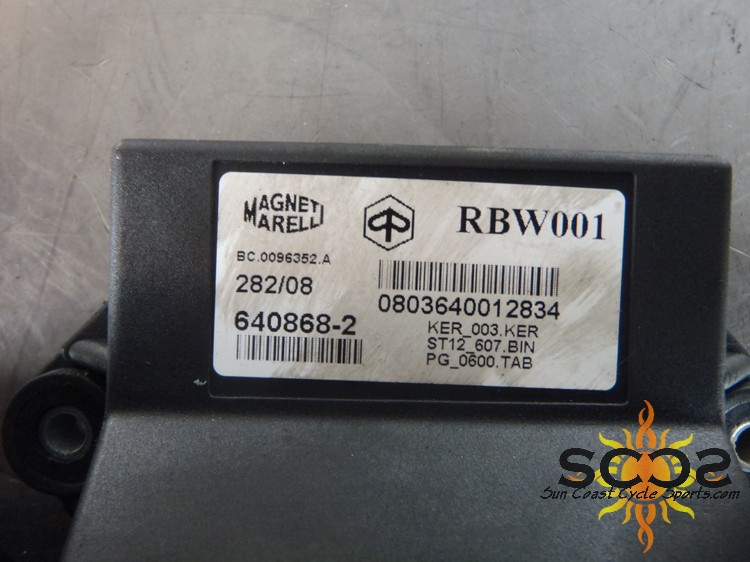 MAGNETI
MARELLI
RBW001
BC.0096352.A
282/08
0803640012834
640868-2
KER_003.KER
ST12_607.BIN
PG_0600.TAB
SCCS
Sun Coast Cycle Sports.com